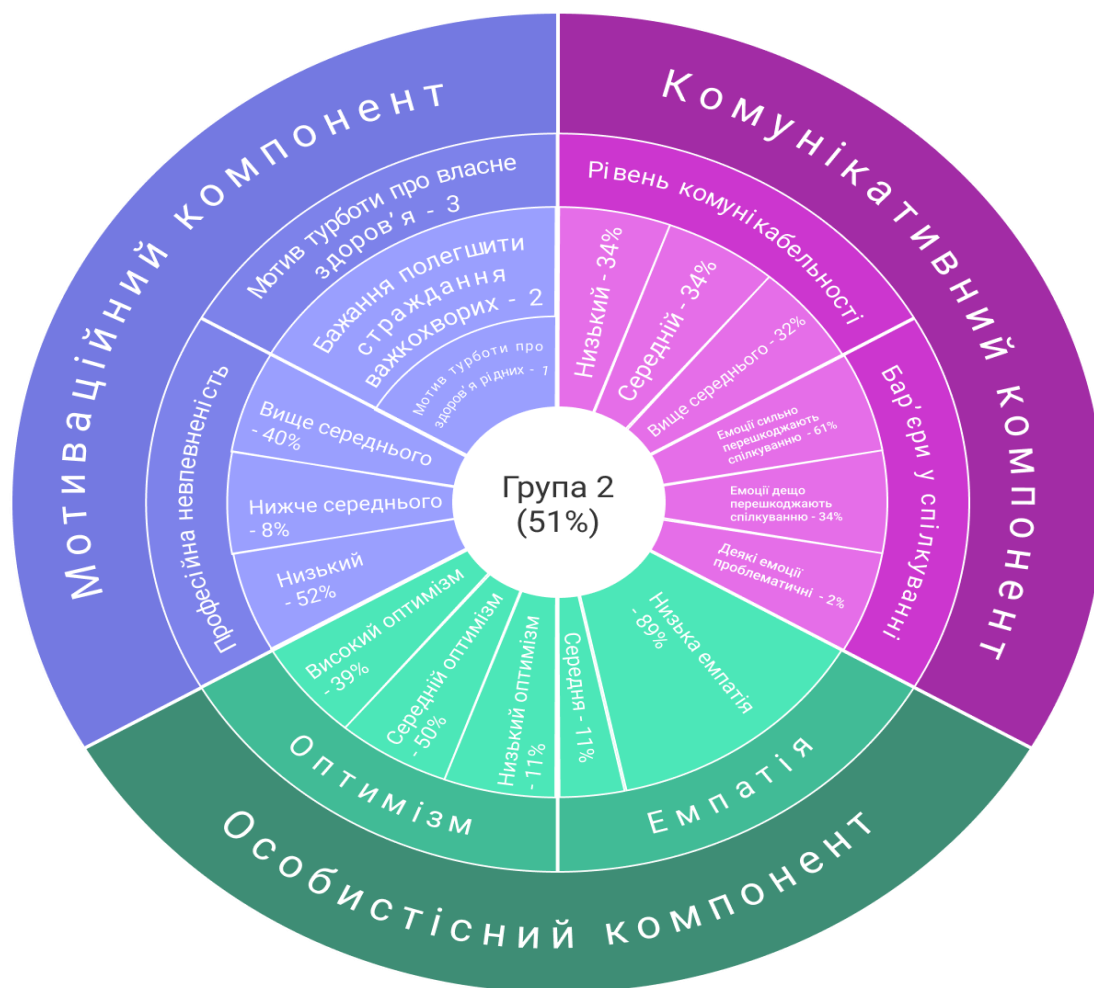 Мотиваційний компонент
Мотив турботи про власне
здоров'я - 3
Бажання полегшити
страждання
важкохворих - 2
Мотив турботи про
здоров'я рідних - 1
Професійна невпевненість
Вище середнього
- 40%
Нижче середнього
- 8%
Низький
- 52%
Комунікативний компонент
Рівень комунікабельності
Низький - 34%
Середній - 34%
Вище середнього - 32%
Бар'єри у спілкуванні
Емоції сильно
перешкоджають
спілкуванню - 61%
Емоції дещо
перешкоджають
спілкуванню - 34%
Деякі емоції
проблематичні - 2%
Група 2
(51%)
Особистісний компонент
Оптимізм
Високий оптимізм
- 39%
Середній оптимізм
- 50%
Низький оптимізм
- 11%
Емпатія
Середня - 11%
Низька емпатія
- 89%